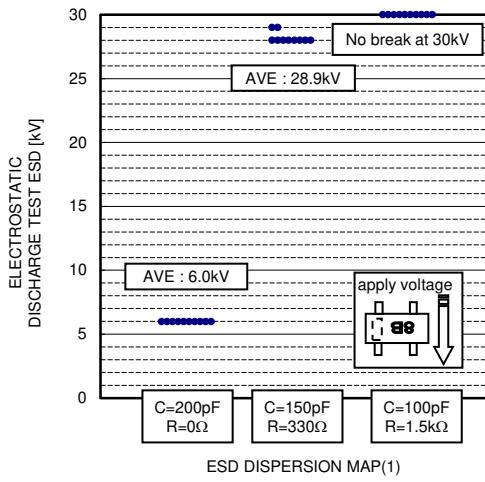 ELECTROSTATIC
DISCHARGE TEST ESD [kV]
30
25
20
15
10
5
0
No break at 30kV
AVE : 28.9kV
AVE : 6.0kV
apply voltage
8B
C=200pF
R=0Ω
C=150pF
R=330Ω
C=100pF
R=1.5kΩ
ESD DISPERSION MAP(1)